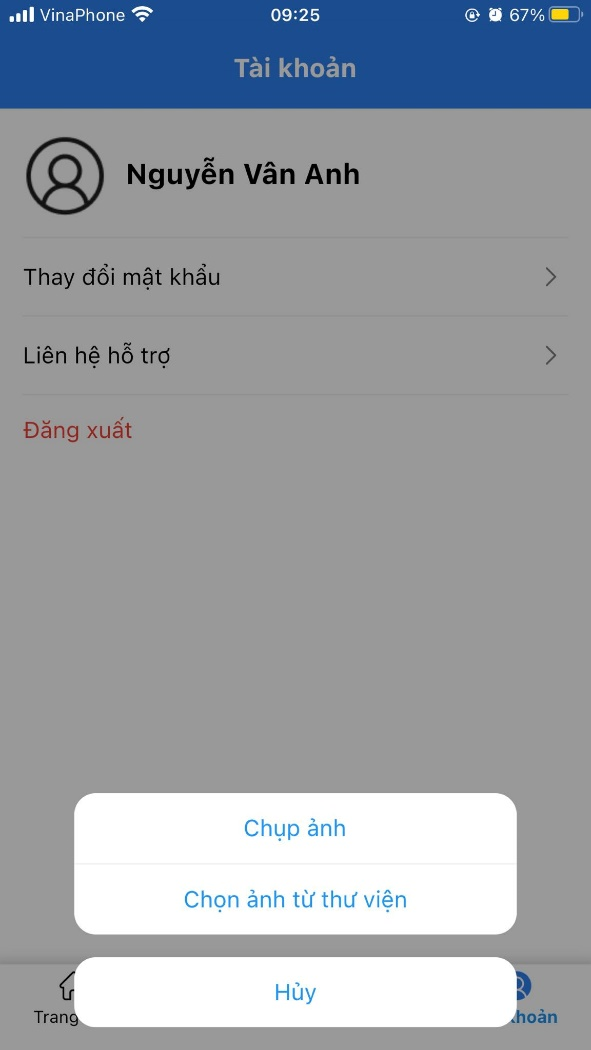 VinaPhone 09:25 67%
Tài khoản
Nguyễn Vân Anh
Thay đổi mật khẩu
Liên hệ hỗ trợ
Đăng xuất
Chụp ảnh
Chọn ảnh từ thư viện
Hủy
Trang
khoản